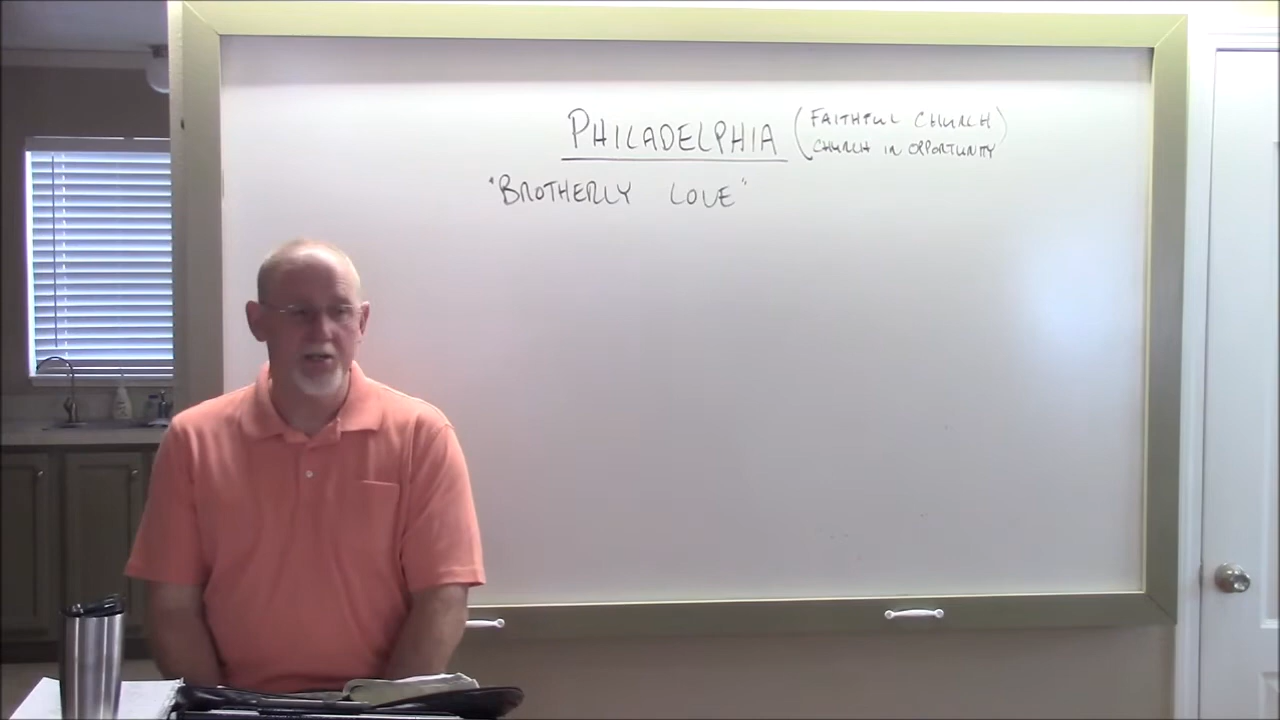 PHILADELPHIA (FAITHFUL CHURCH)
CHURCH IN OPPORTUNITY
"BROTHERLY LOVE"